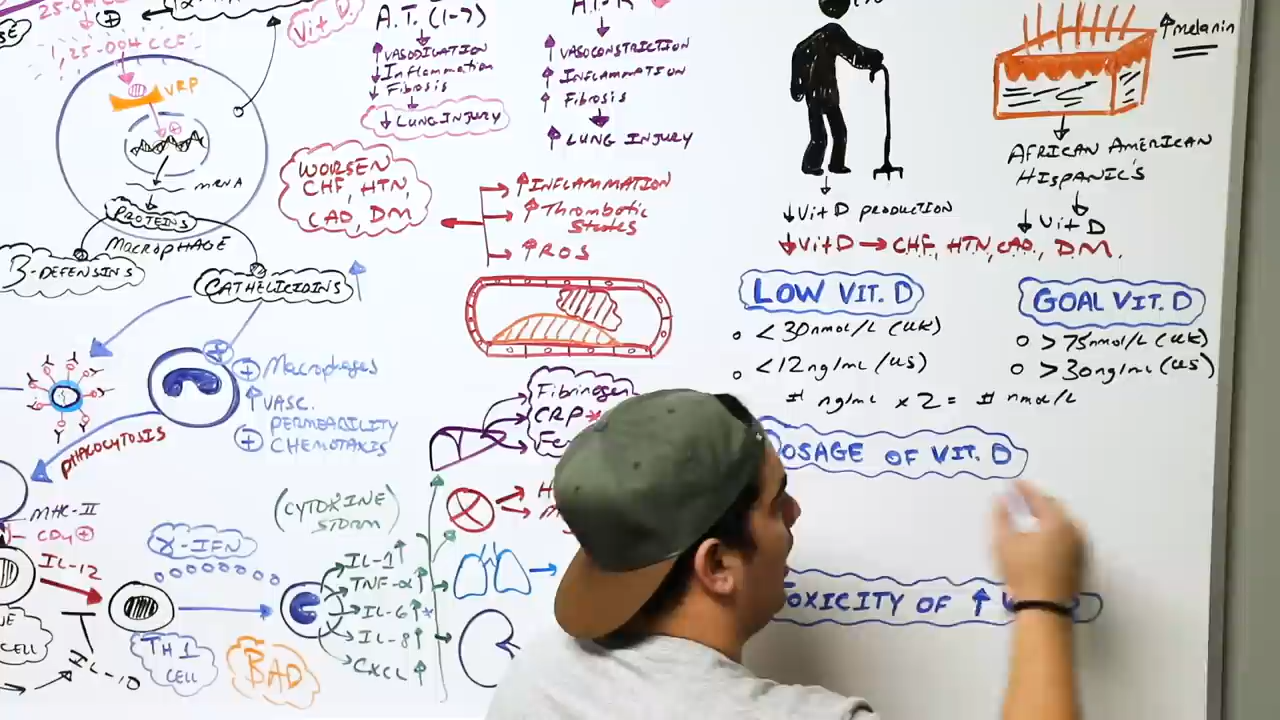 25-OH
+
Vit D
1,25-OH CCF
VRP
+
mRNA
PROTEINS
MACROPHAGE
B-DEFENSINS
CATHELICIDINS
A.T. (1-7)
↑ VASODILATION
↓ Inflammation
↓ Fibrosis
↓ LUNG INJURY
↑ VASOCONSTRICTION
↑ INFLAMMATION
↑ Fibrosis
↑ LUNG INJURY
WORSEN
CHF, HTN,
CAD, DM
↑ INFLAMMATION
↑ Thrombotic
States
↑ ROS
+ Macrophages
↑ VASC.
PERMEABILITY
+ CHEMOTAXIS
PHAGOCYTOSIS
MHC-II
CD4 +
IL-12
CELL
IL-10
γ-IFN
TH1
CELL
BAD
(CYTOKINE
STORM)
IL-1 ↑
TNF-α ↑
IL-6 ↑ *
IL-8 ↑
CXCL ↑
Fibrinogen
CRP *
↑ melanin
AFRICAN AMERICAN
HISPANIC'S
↓ Vit D
↓ Vit D PRODUCTION
↓ Vit D → CHF, HTN, CAD, DM.
LOW VIT. D
< 30 nmol/L (UK)
< 12 ng/mL (US)
GOAL VIT. D
> 75 nmol/L (UK)
> 30 ng/mL (US)
# ng/mL x 2 = # nmol/L
OSAGE OF VIT. D
TOXICITY OF ↑